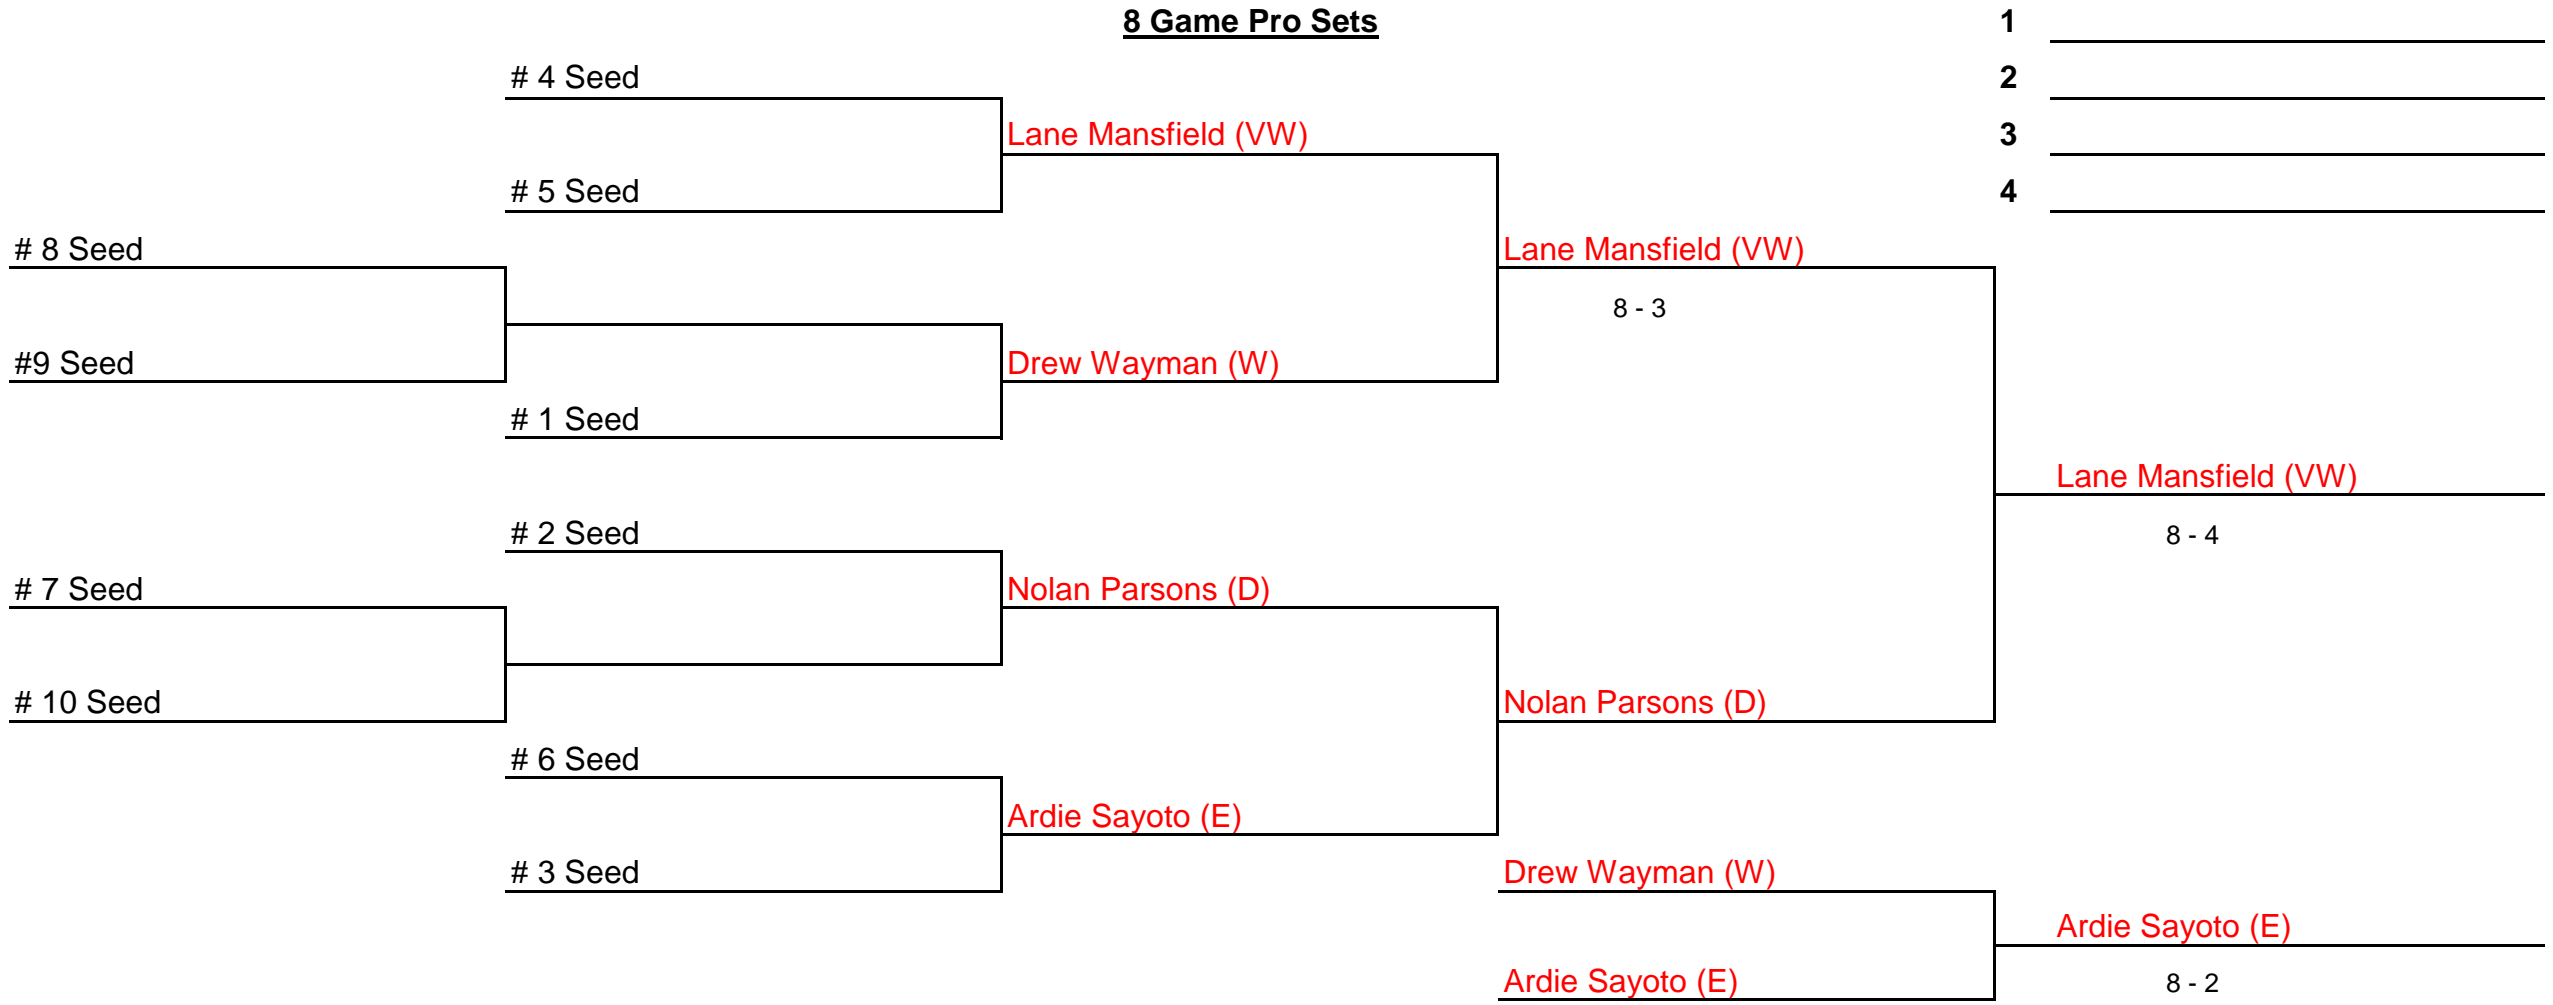 8 Game Pro Sets
1
# 4 Seed
2
Lane Mansfield (VW)
3
# 5 Seed
4
# 8 Seed
Lane Mansfield (VW)
8 - 3
#9 Seed
Drew Wayman (W)
# 1 Seed
Lane Mansfield (VW)
# 2 Seed
8 - 4
# 7 Seed
Nolan Parsons (D)
# 10 Seed
Nolan Parsons (D)
# 6 Seed
Ardie Sayoto (E)
# 3 Seed
Drew Wayman (W)
Ardie Sayoto (E)
Ardie Sayoto (E)
8 - 2